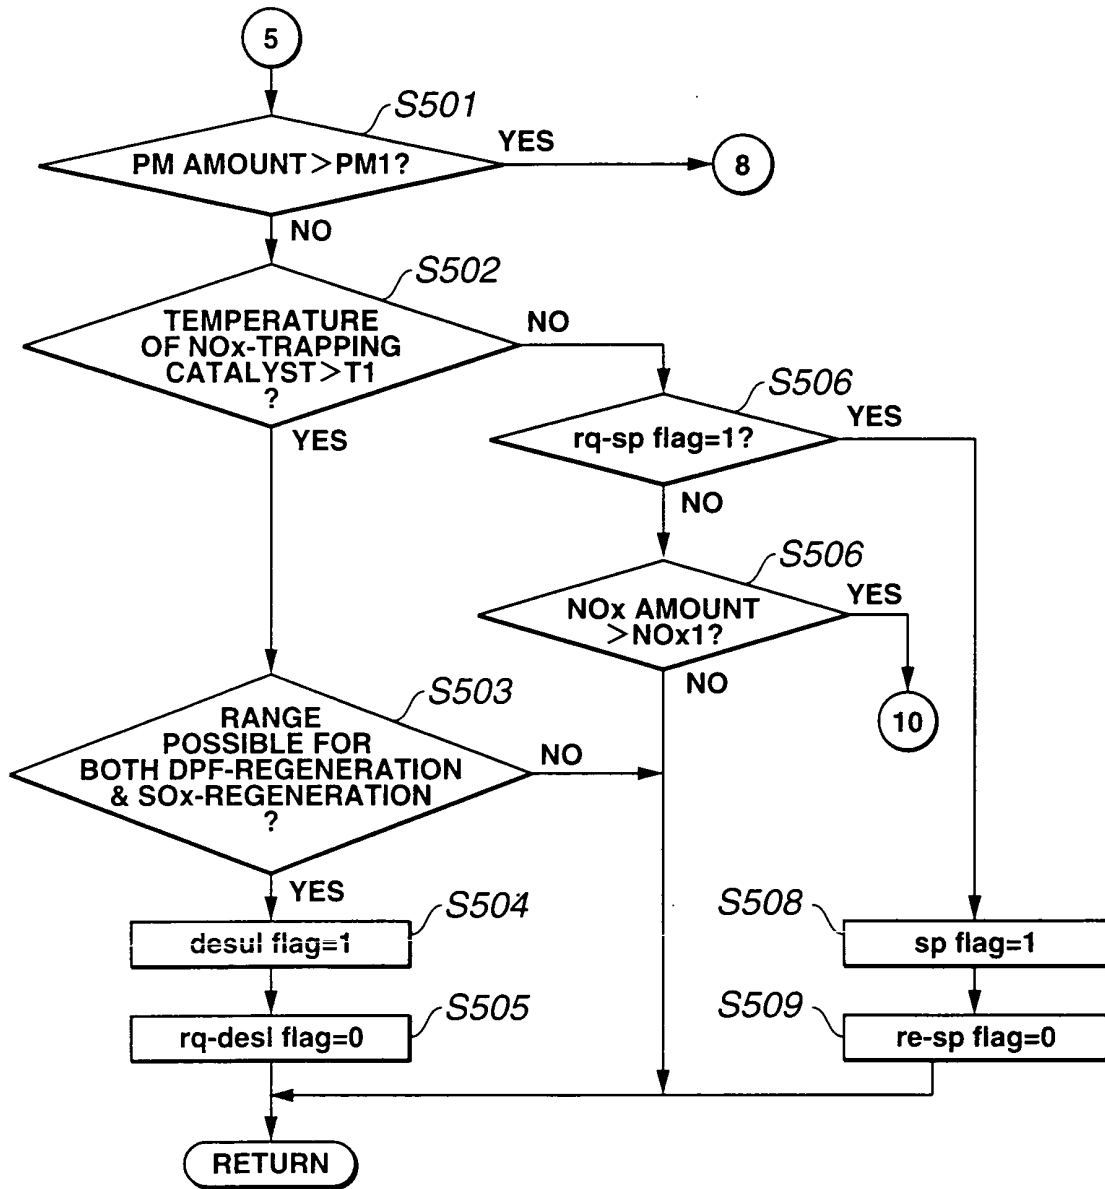 5
S501
PM AMOUNT>PM1?
YES
8
NO
S502
TEMPERATURE
OF NOx-TRAPPING
CATALYST>T1
?
NO
YES
S506
rq-sp flag=1?
YES
NO
S506
NOx AMOUNT
>NOx1?
YES
NO
10
S503
RANGE
POSSIBLE FOR
BOTH DPF-REGENERATION
& SOx-REGENERATION
?
NO
YES
S504
desul flag=1
S505
rq-desl flag=0
S508
sp flag=1
S509
re-sp flag=0
RETURN